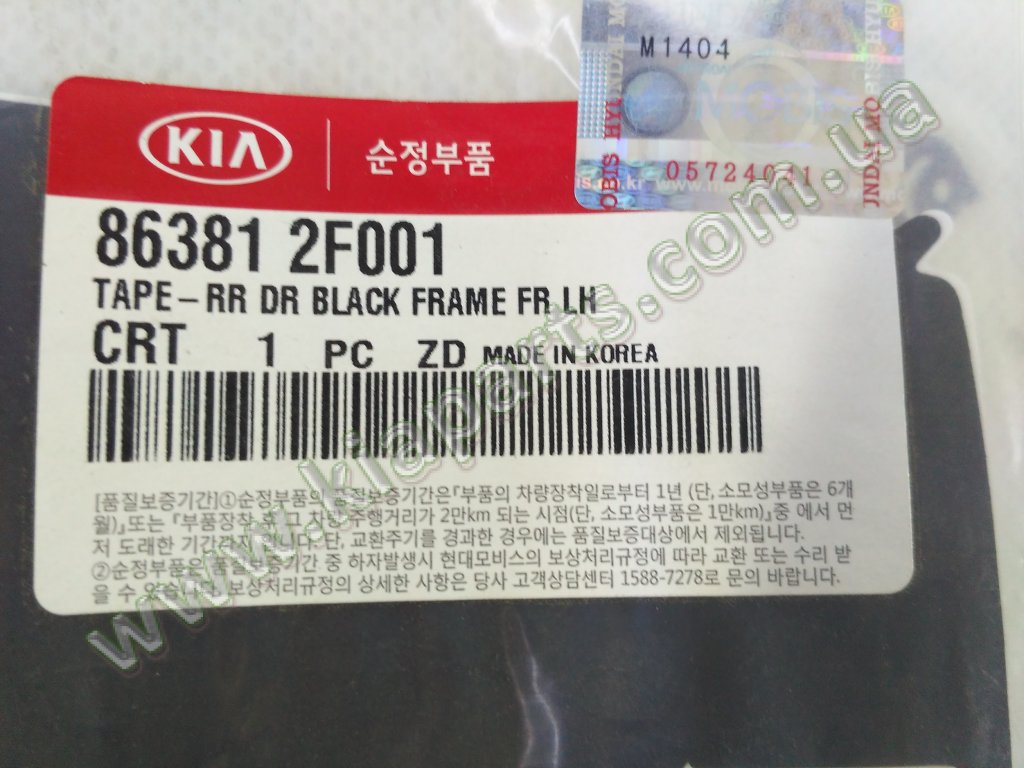 M1404
05724041
KIA 순정부품
86381 2F001
TAPE-RR DR BLACK FRAME FR LH
CRT 1 PC ZD MADE IN KOREA
[품질보증기간]①순정부품의 품질보증기간은「부품의 차량장착일로부터 1년 (단, 소모성부품은 6개
월)」또는 「부품장착 후 그 차량 주행거리가 2만km 되는 시점(단, 소모성부품은 1만km)」중 에서 먼
저 도래한 기간까지 입니다. 단, 교환주기를 경과한 경우에는 품질보증대상에서 제외됩니다.
②순정부품은 품질보증기간 중 하자발생시 현대모비스의 보상처리규정에 따라 교환 또는 수리 받
을 수 있습니다. 보상처리규정의 상세한 사항은 당사 고객상담센터 1588-7278로 문의 바랍니다.
www.kiaparts.com.ua